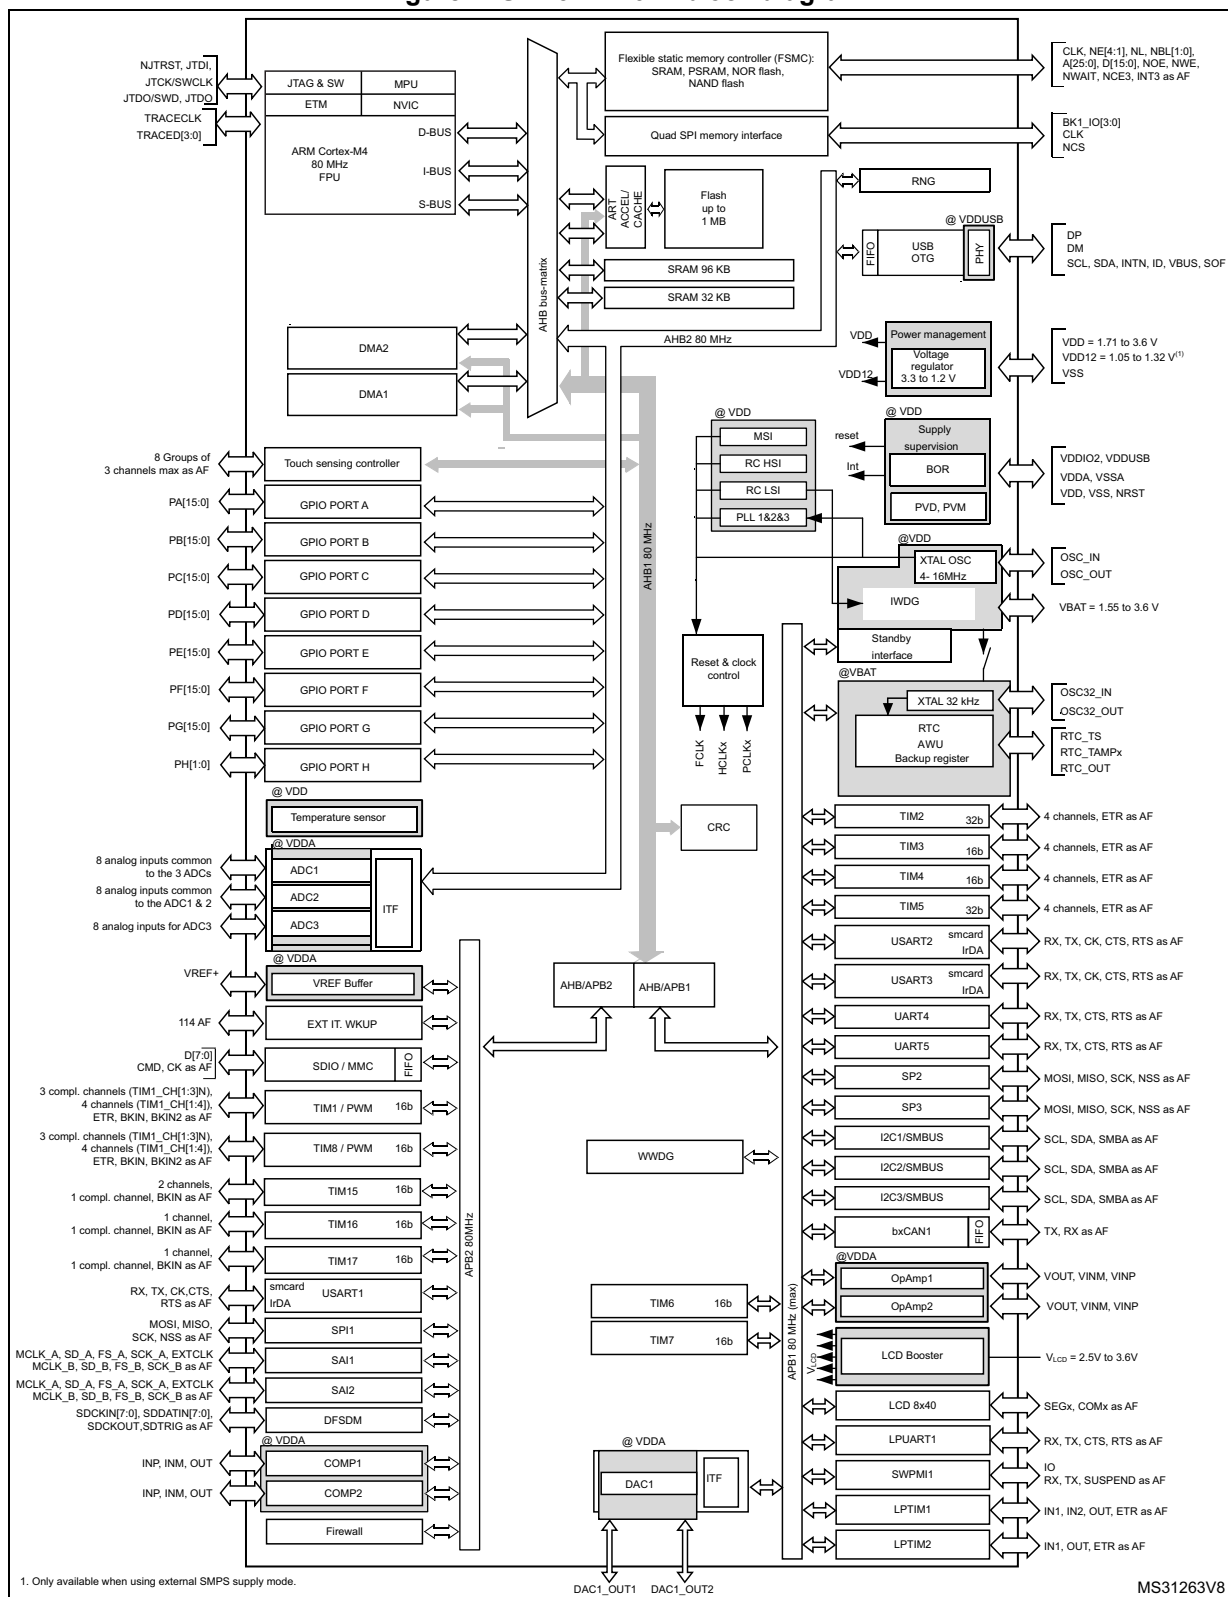 NJTRST, JTDI,
JTCK/SWCLK
JTDO/SWD, JTDO
TRACECLK
TRACED[3:0]
JTAG & SW
MPU
ETM
NVIC
ARM Cortex-M4
80 MHz
FPU
D-BUS
I-BUS
S-BUS
AHB bus-matrix
Flexible static memory controller (FSMC):
SRAM, PSRAM, NOR flash,
NAND flash
CLK, NE[4:1], NL, NBL[1:0],
A[25:0], D[15:0], NOE, NWE,
NWAIT, NCE3, INT3 as AF
Quad SPI memory interface
BK1_IO[3:0]
CLK
NCS
ART
ACCEL/
CACHE
Flash
up to
1 MB
RNG
@ VDDUSB
FIFO
USB
OTG
PHY
DP
DM
SCL, SDA, INTN, ID, VBUS, SOF
SRAM 96 KB
SRAM 32 KB
AHB2 80 MHz
DMA2
DMA1
VDD
Power management
Voltage
regulator
3.3 to 1.2 V
VDD12
VDD = 1.71 to 3.6 V
VDD12 = 1.05 to 1.32 V(1)
VSS
@ VDD
MSI
RC HSI
RC LSI
PLL 1&2&3
@ VDD
reset
Supply
supervision
Int
BOR
PVD, PVM
VDDIO2, VDDUSB
VDDA, VSSA
VDD, VSS, NRST
8 Groups of
3 channels max as AF
Touch sensing controller
PA[15:0]
GPIO PORT A
PB[15:0]
GPIO PORT B
PC[15:0]
GPIO PORT C
PD[15:0]
GPIO PORT D
PE[15:0]
GPIO PORT E
PF[15:0]
GPIO PORT F
PG[15:0]
GPIO PORT G
PH[1:0]
GPIO PORT H
AHB1 80 MHz
@VDD
XTAL OSC
4- 16MHz
OSC_IN
OSC_OUT
IWDG
VBAT = 1.55 to 3.6 V
Standby
interface
@VBAT
Reset & clock
control
FCLK
HCLKx
PCLKx
XTAL 32 kHz
OSC32_IN
OSC32_OUT
RTC
AWU
Backup register
RTC_TS
RTC_TAMPx
RTC_OUT
@ VDD
Temperature sensor
@ VDDA
8 analog inputs common
to the 3 ADCs
ADC1
8 analog inputs common
to the ADC1 & 2
ADC2
8 analog inputs for ADC3
ADC3
ITF
CRC
@ VDDA
VREF+
VREF Buffer
114 AF
EXT IT. WKUP
D[7:0]
CMD, CK as AF
SDIO / MMC
FIFO
3 compl. channels (TIM1_CH[1:3]N),
4 channels (TIM1_CH[1:4]),
ETR, BKIN, BKIN2 as AF
TIM1 / PWM
16b
3 compl. channels (TIM1_CH[1:3]N),
4 channels (TIM1_CH[1:4]),
ETR, BKIN, BKIN2 as AF
TIM8 / PWM
16b
2 channels,
1 compl. channel, BKIN as AF
TIM15
16b
1 channel,
1 compl. channel, BKIN as AF
TIM16
16b
1 channel,
1 compl. channel, BKIN as AF
TIM17
16b
RX, TX, CK,CTS,
RTS as AF
smcard
IrDA
USART1
MOSI, MISO,
SCK, NSS as AF
SPI1
MCLK_A, SD_A, FS_A, SCK_A, EXTCLK
MCLK_B, SD_B, FS_B, SCK_B as AF
SAI1
MCLK_A, SD_A, FS_A, SCK_A, EXTCLK
MCLK_B, SD_B, FS_B, SCK_B as AF
SAI2
SDCKIN[7:0], SDDATIN[7:0],
SDCKOUT,SDTRIG as AF
DFSDM
@ VDDA
INP, INM, OUT
COMP1
INP, INM, OUT
COMP2
Firewall
APB2 80MHz
AHB/APB2
AHB/APB1
WWDG
TIM6
16b
TIM7
16b
@ VDDA
DAC1
ITF
DAC1_OUT1
DAC1_OUT2
APB1 80 MHz (max)
TIM2
32b
4 channels, ETR as AF
TIM3
16b
4 channels, ETR as AF
TIM4
16b
4 channels, ETR as AF
TIM5
32b
4 channels, ETR as AF
USART2
smcard
IrDA
RX, TX, CK, CTS, RTS as AF
USART3
smcard
IrDA
RX, TX, CK, CTS, RTS as AF
UART4
RX, TX, CTS, RTS as AF
UART5
RX, TX, CTS, RTS as AF
SP2
MOSI, MISO, SCK, NSS as AF
SP3
MOSI, MISO, SCK, NSS as AF
I2C1/SMBUS
SCL, SDA, SMBA as AF
I2C2/SMBUS
SCL, SDA, SMBA as AF
I2C3/SMBUS
SCL, SDA, SMBA as AF
bxCAN1
FIFO
TX, RX as AF
@VDDA
OpAmp1
VOUT, VINM, VINP
OpAmp2
VOUT, VINM, VINP
VLCD
LCD Booster
VLCD = 2.5V to 3.6V
LCD 8x40
SEGx, COMx as AF
LPUART1
RX, TX, CTS, RTS as AF
SWPMI1
IO
RX, TX, SUSPEND as AF
LPTIM1
IN1, IN2, OUT, ETR as AF
LPTIM2
IN1, OUT, ETR as AF
1. Only available when using external SMPS supply mode.
MS31263V8